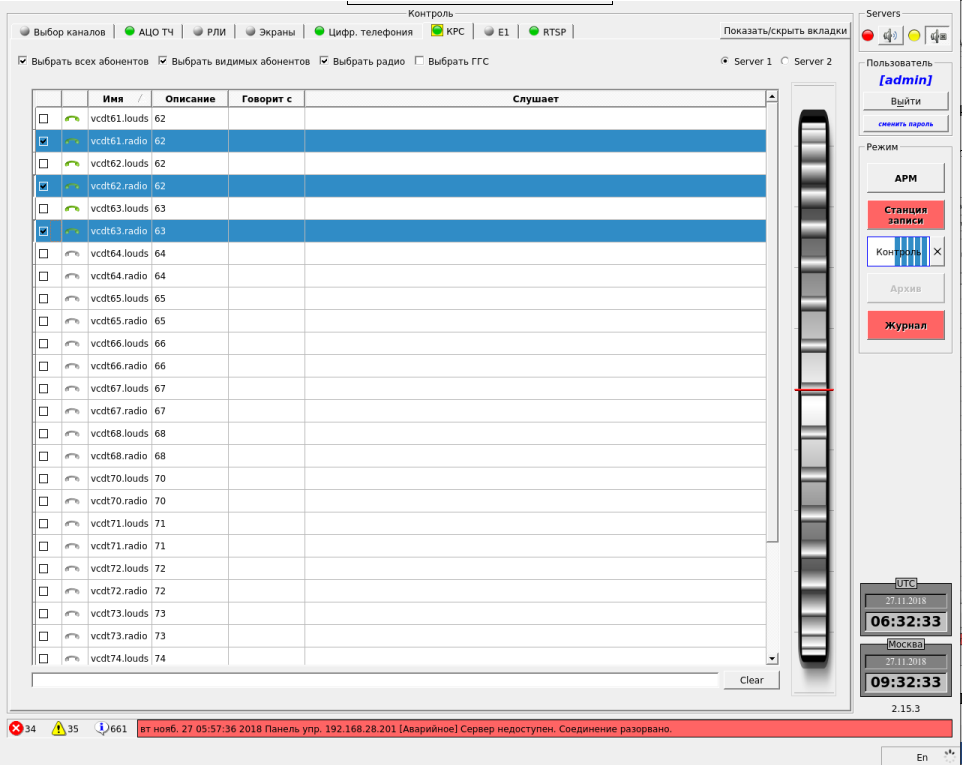 Контроль
Выбор каналов АЦО ТЧ РЛИ Экраны Цифр. телефония КРС E1 RTSP Показать/скрыть вкладки
Выбрать всех абонентов Выбрать видимых абонентов Выбрать радио Выбрать ГГС Server 1 Server 2
Имя Описание Говорит с Слушает
vcdt61.louds 62
vcdt61.radio 62
vcdt62.louds 62
vcdt62.radio 62
vcdt63.louds 63
vcdt63.radio 63
vcdt64.louds 64
vcdt64.radio 64
vcdt65.louds 65
vcdt65.radio 65
vcdt66.louds 66
vcdt66.radio 66
vcdt67.louds 67
vcdt67.radio 67
vcdt68.louds 68
vcdt68.radio 68
vcdt70.louds 70
vcdt70.radio 70
vcdt71.louds 71
vcdt71.radio 71
vcdt72.louds 72
vcdt72.radio 72
vcdt73.louds 73
vcdt73.radio 73
vcdt74.louds 74
Clear
Servers
Пользователь
[admin]
Выйти
сменить пароль
Режим
АРМ
Станция
записи
Контроль
Архив
Журнал
UTC
27.11.2018
06:32:33
Москва
27.11.2018
09:32:33
2.15.3
34 35 661 вт нояб. 27 05:57:36 2018 Панель упр. 192.168.28.201 [Аварийное] Сервер недоступен. Соединение разорвано.
En